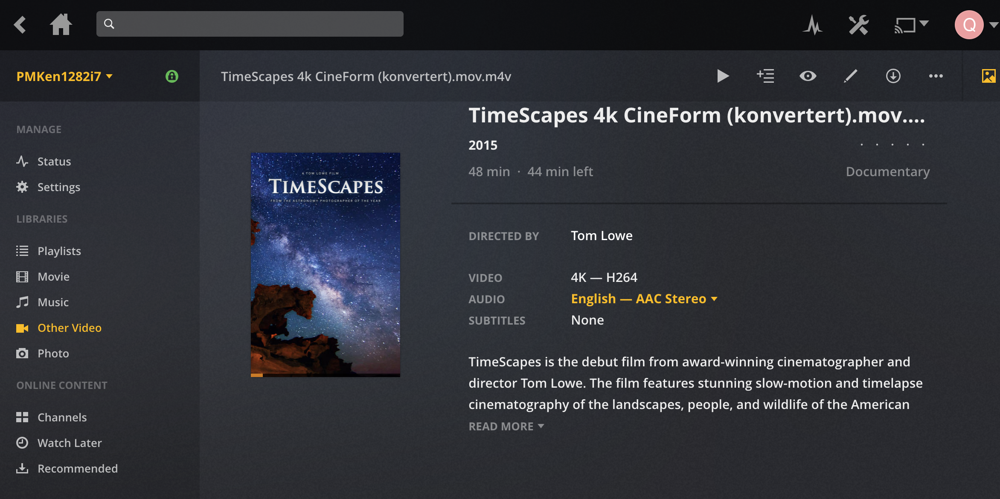 Q
PMKen1282i7
TimeScapes 4k CineForm (konvertert).mov.m4v
MANAGE
Status
Settings
LIBRARIES
Playlists
Movie
Music
Other Video
Photo
ONLINE CONTENT
Channels
Watch Later
Recommended
A TOM LOWE FILM
TIMESCAPES
FROM THE ASTRONOMY PHOTOGRAPHER OF THE YEAR
TimeScapes 4k CineForm (konvertert).mov....
2015
48 min · 44 min left
Documentary
DIRECTED BY Tom Lowe
VIDEO 4K — H264
AUDIO English — AAC Stereo
SUBTITLES None
TimeScapes is the debut film from award-winning cinematographer and
director Tom Lowe. The film features stunning slow-motion and timelapse
cinematography of the landscapes, people, and wildlife of the American
READ MORE